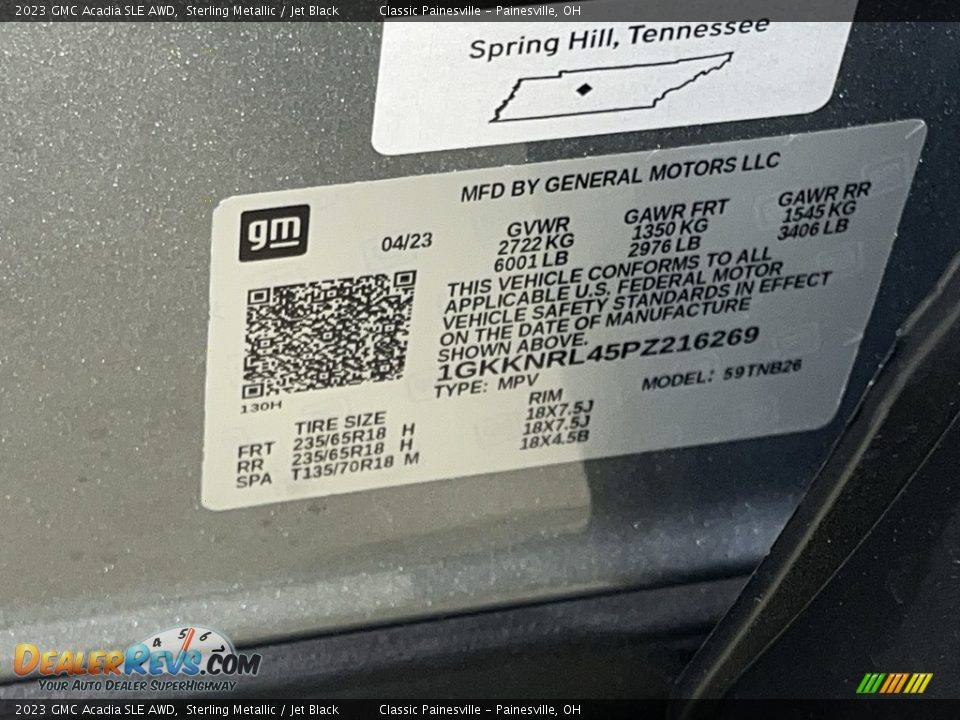 2023 GMC Acadia SLE AWD, Sterling Metallic / Jet Black Classic Painesville - Painesville, OH
Spring Hill, Tennessee
MFD BY GENERAL MOTORS LLC
gm
04/23
GVWR
2722 KG
6001 LB
GAWR FRT
1350 KG
2976 LB
GAWR RR
1545 KG
3406 LB
THIS VEHICLE CONFORMS TO ALL
APPLICABLE U.S. FEDERAL MOTOR
VEHICLE SAFETY STANDARDS IN EFFECT
ON THE DATE OF MANUFACTURE
SHOWN ABOVE.
1GKKNRL45PZ216269
TYPE: MPV
MODEL: 59TNB26
130H
TIRE SIZE
RIM
FRT 235/65R18 H 18X7.5J
RR 235/65R18 H 18X7.5J
SPA T135/70R18 M 18X4.5B
4 5 6
DEALERREVS.COM
YOUR AUTO DEALER SUPERHIGHWAY
2023 GMC Acadia SLE AWD, Sterling Metallic / Jet Black Classic Painesville - Painesville, OH